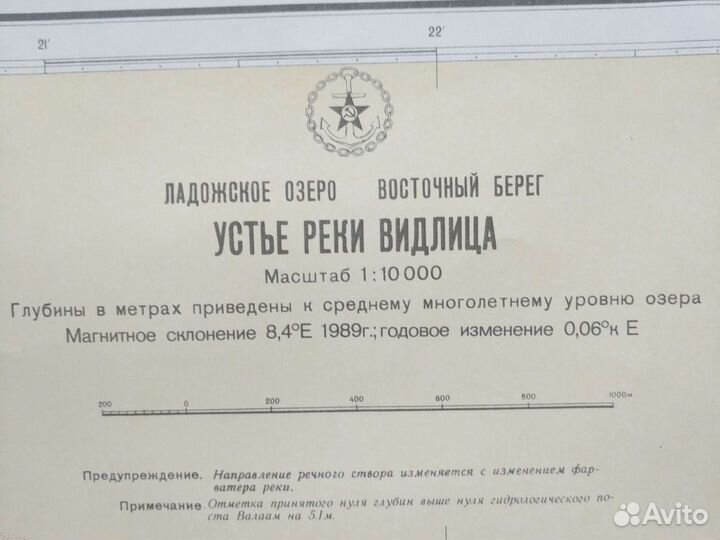 21'
22'
ЛАДОЖСКОЕ ОЗЕРО ВОСТОЧНЫЙ БЕРЕГ
УСТЬЕ РЕКИ ВИДЛИЦА
Масштаб 1:10 000
Глубины в метрах приведены к среднему многолетнему уровню озера
Магнитное склонение 8,4°E 1989г.; годовое изменение 0,06° к E
200 0 200 400 600 800 1000м
Предупреждение. Направление речного створа изменяется с изменением фар-
ватера реки.
Примечание. Отметка принятого нуля глубин выше нуля гидрологического по-
ста Валаам на 5.1 м.
Avito